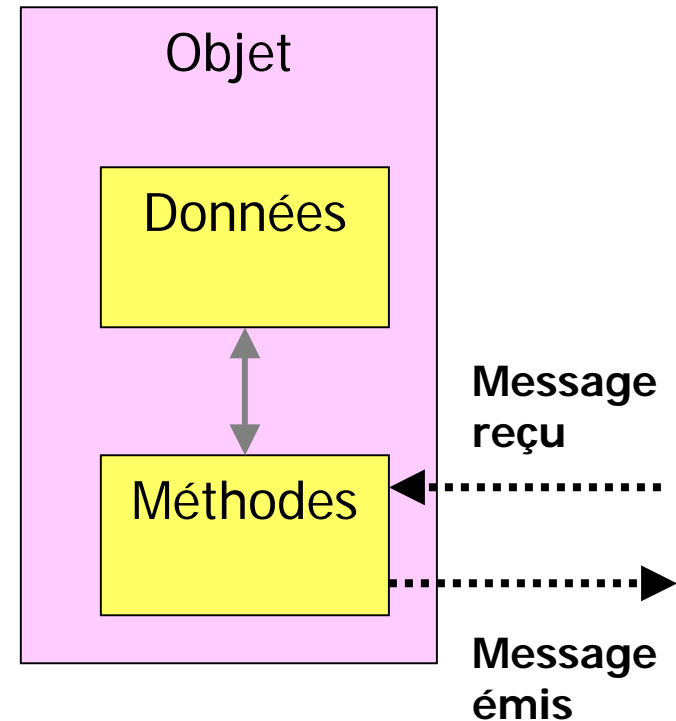 Objet
Données
Message
reçu
Méthodes
Message
émis